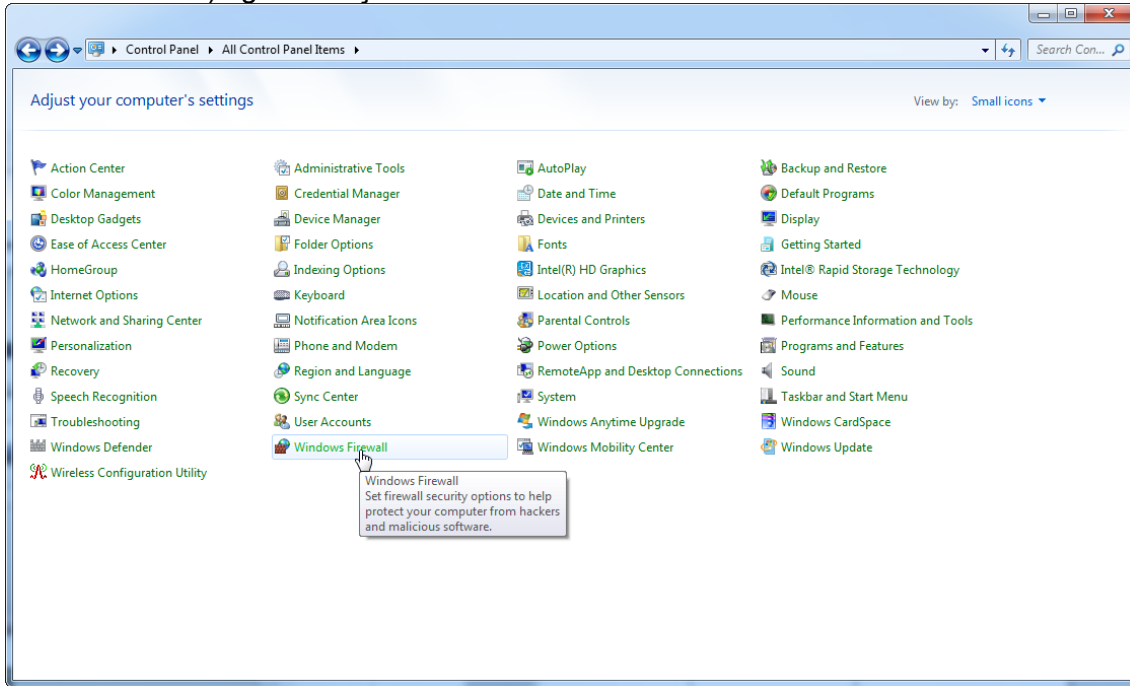 Control Panel All Control Panel Items
Search Con...
Adjust your computer's settings
View by: Small icons
Action Center Administrative Tools AutoPlay Backup and Restore
Color Management Credential Manager Date and Time Default Programs
Desktop Gadgets Device Manager Devices and Printers Display
Ease of Access Center Folder Options Fonts Getting Started
HomeGroup Indexing Options Intel(R) HD Graphics Intel® Rapid Storage Technology
Internet Options Keyboard Location and Other Sensors Mouse
Network and Sharing Center Notification Area Icons Parental Controls Performance Information and Tools
Personalization Phone and Modem Power Options Programs and Features
Recovery Region and Language RemoteApp and Desktop Connections Sound
Speech Recognition Sync Center System Taskbar and Start Menu
Troubleshooting User Accounts Windows Anytime Upgrade Windows CardSpace
Windows Defender Windows Firewall Windows Mobility Center Windows Update
Wireless Configuration Utility
Windows Firewall
Set firewall security options to help
protect your computer from hackers
and malicious software.